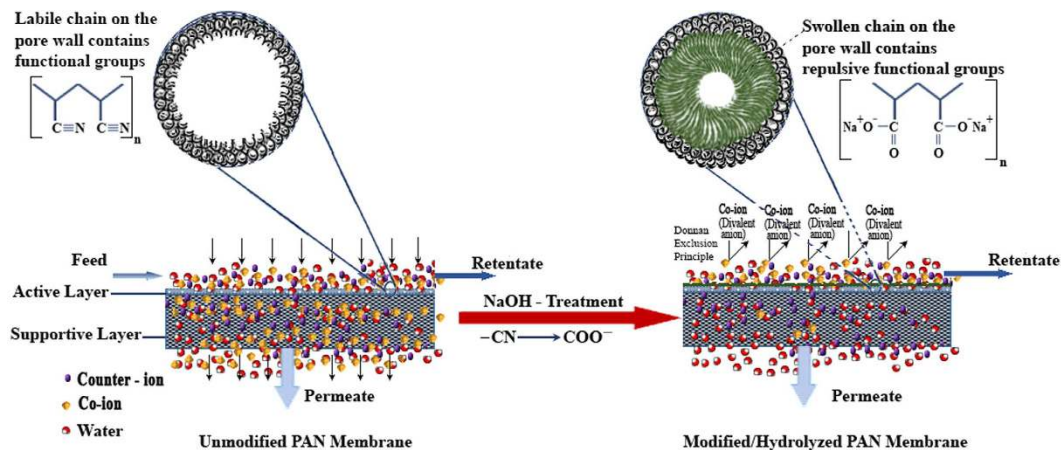 Labile chain on the
pore wall contains
functional groups
C≡N C≡N
n
Swollen chain on the
pore wall contains
repulsive functional groups
Na⁺O⁻ C C O⁻Na⁺
O O
n
Co-ion
(Divalent
anion)
Co-ion
(Divalent
anion)
Co-ion
(Divalent
anion)
Co-ion
(Divalent
anion)
Donnan
Exclusion
Principle
Feed
Retentate
Active Layer
Supportive Layer
NaOH - Treatment
−CN→COO⁻
Retentate
Counter - ion
Co-ion
Water
Permeate
Permeate
Unmodified PAN Membrane
Modified/Hydrolyzed PAN Membrane